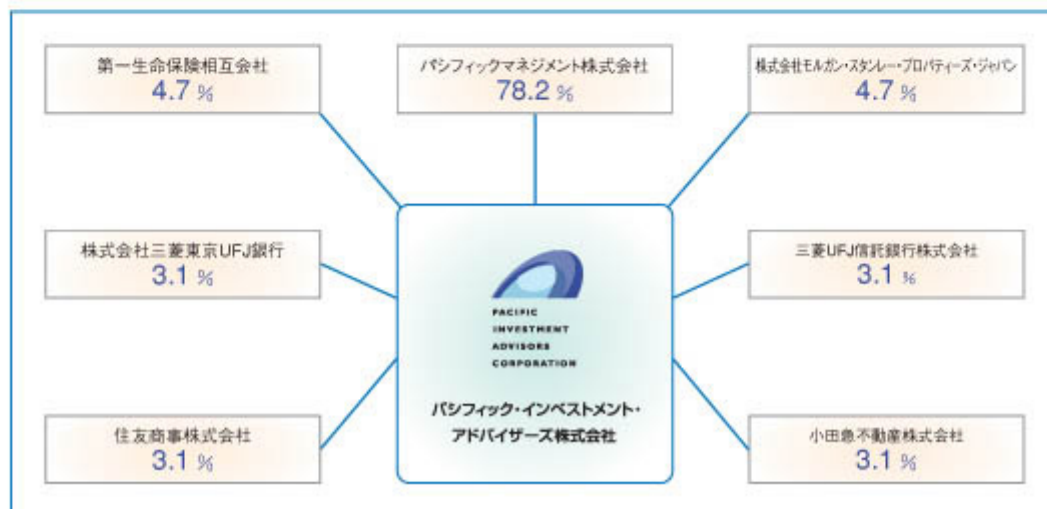 第一生命保険相互会社
4.7 %
パシフィックマネジメント株式会社
78.2 %
株式会社モルガン・スタンレー・プロパティーズ・ジャパン
4.7 %
株式会社三菱東京UFJ銀行
3.1 %
三菱UFJ信託銀行株式会社
3.1 %
PACIFIC
INVESTMENT
ADVISORS
CORPORATION
パシフィック・インベストメント・
アドバイザーズ株式会社
住友商事株式会社
3.1 %
小田急不動産株式会社
3.1 %